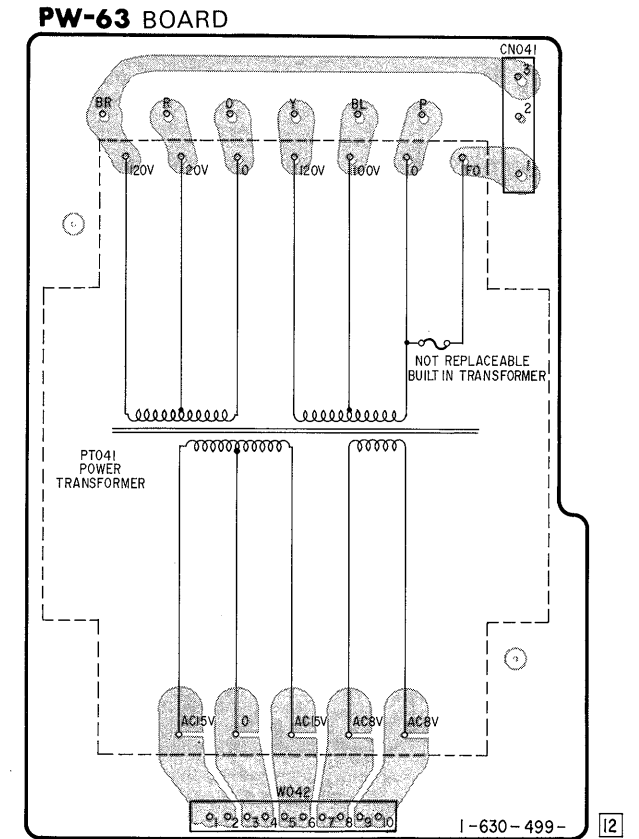 PW-63 BOARD
CN041
3
BR R O Y BL P
2
120V 20V 0 120V 100V 0 F0 1
NOT REPLACEABLE
BUILT IN TRANSFORMER
PT041
POWER
TRANSFORMER
AC15V 0 AC15V AC8V AC8V
W042
1 2 3 4 5 6 7 8 9 10
1-630-499- 12